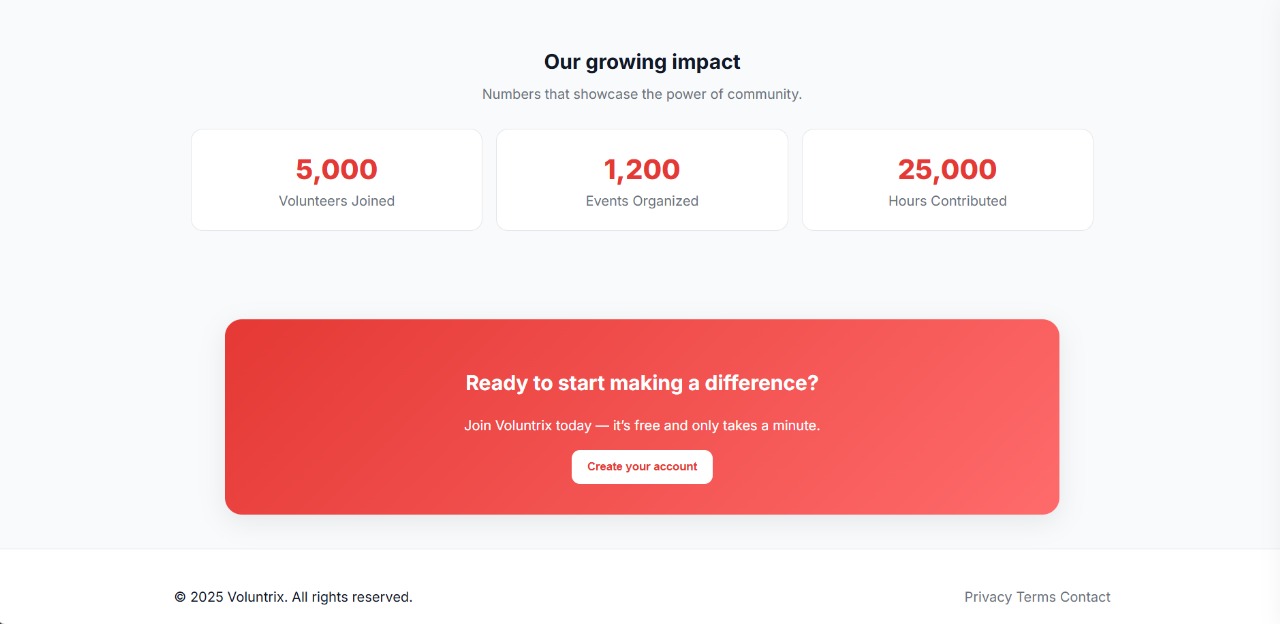 Our growing impact
Numbers that showcase the power of community.
5,000
Volunteers Joined
1,200
Events Organized
25,000
Hours Contributed
Ready to start making a difference?
Join Voluntrix today — it’s free and only takes a minute.
Create your account
© 2025 Voluntrix. All rights reserved.
Privacy Terms Contact